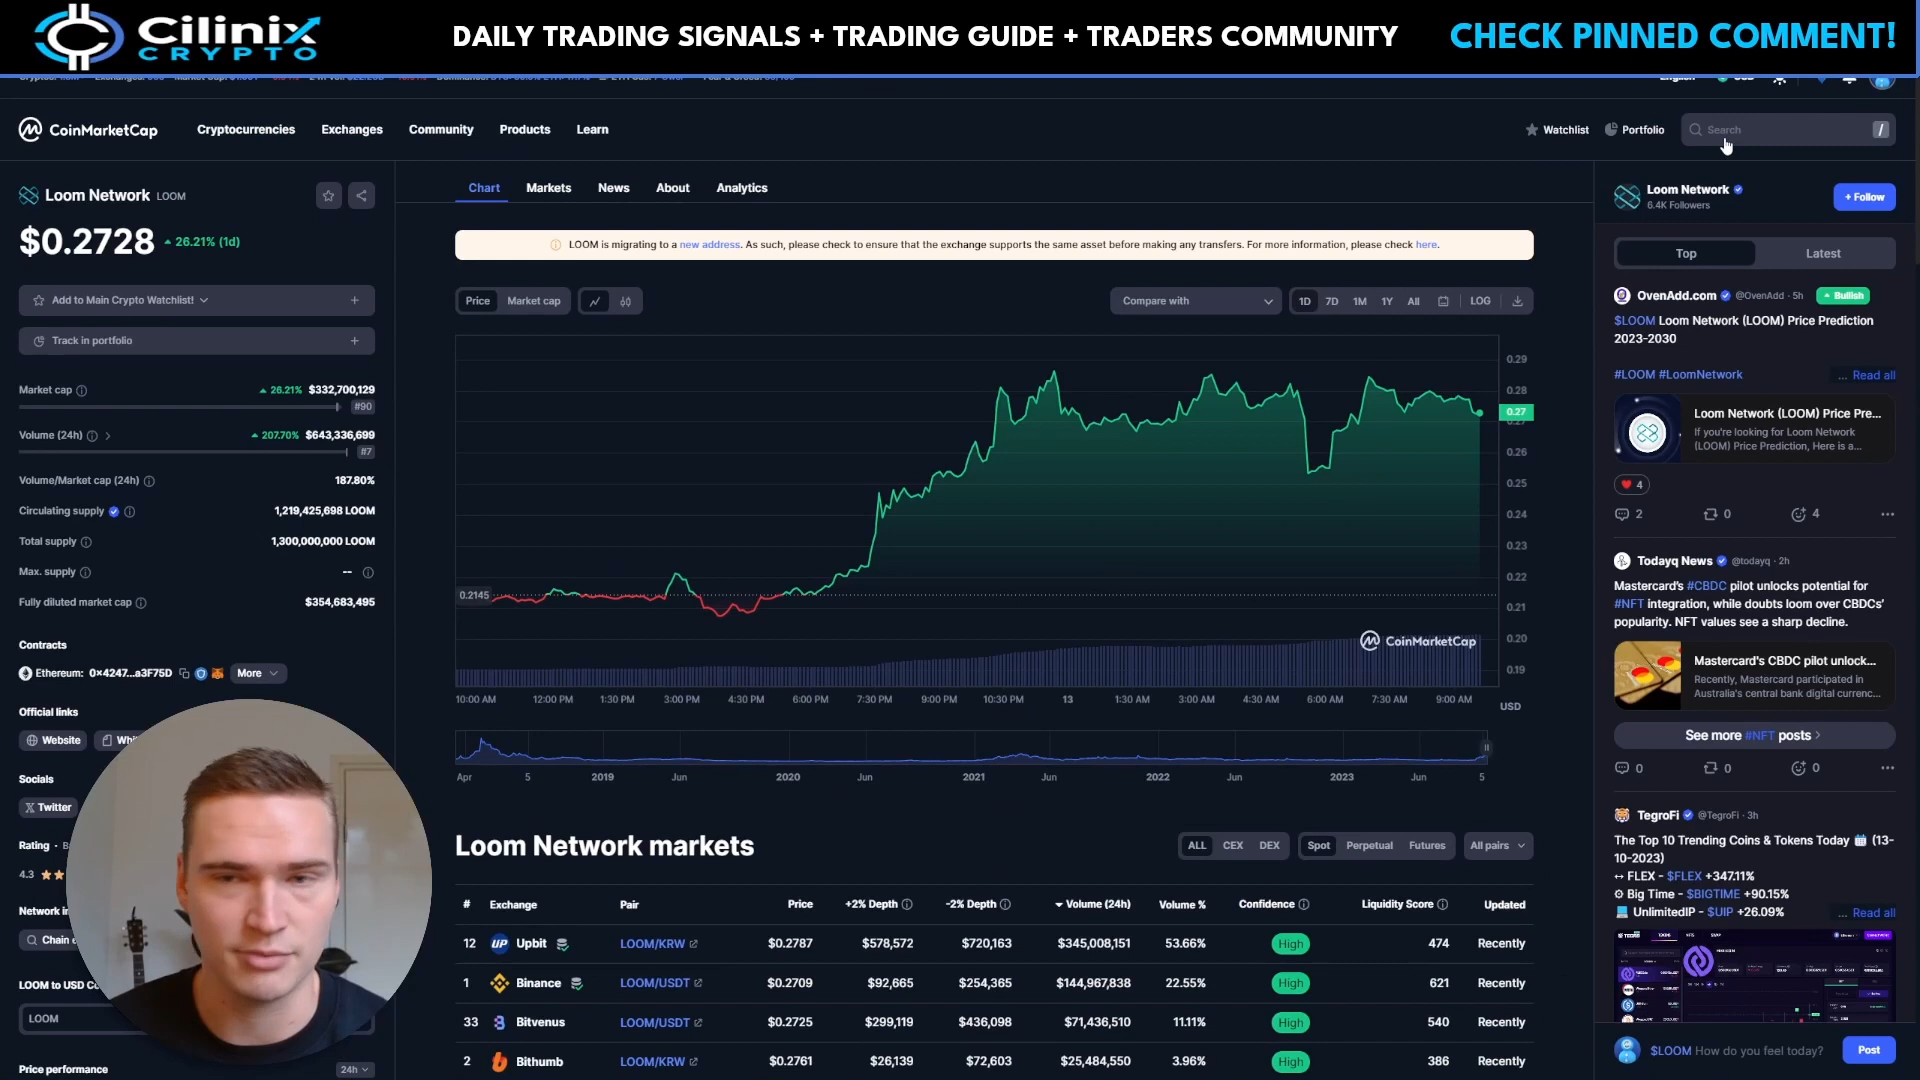 Cilinix
CRYPTO
DAILY TRADING SIGNALS + TRADING GUIDE + TRADERS COMMUNITY
CHECK PINNED COMMENT!
CoinMarketCap
Cryptocurrencies
Exchanges
Community
Products
Learn
Watchlist
Portfolio
Search
/
Loom Network LOOM
$0.2728 26.21% (1d)
Add to Main Crypto Watchlist!
Track in portfolio
Market cap 26.21% $332,700,129
#90
Volume (24h) 207.70% $643,336,699
#7
Volume/Market cap (24h) 187.80%
Circulating supply 1,219,425,698 LOOM
Total supply 1,300,000,000 LOOM
Max. supply --
Fully diluted market cap $354,683,495
Contracts
Ethereum: 0x4247...a3F75D More
Official links
Website
Socials
Twitter
Rating
4.3
LOOM
Price performance 24h
Chart
Markets
News
About
Analytics
LOOM is migrating to a new address. As such, please check to ensure that the exchange supports the same asset before making any transfers. For more information, please check here.
Price Market cap
Compare with
1D 7D 1M 1Y All LOG
0.29
0.28
0.27
0.26
0.25
0.24
0.23
0.22
0.21
0.20
0.19
0.2145
CoinMarketCap
10:00 AM 12:00 PM 1:30 PM 3:00 PM 4:30 PM 6:00 PM 7:30 PM 9:00 PM 10:30 PM 13 1:30 AM 3:00 AM 4:30 AM 6:00 AM 7:30 AM 9:00 AM
USD
Apr 5 2019 Jun 2020 Jun 2021 Jun 2022 Jun 2023 Jun 5
Loom Network markets
ALL CEX DEX
Spot Perpetual Futures
All pairs
# Exchange Pair Price +2% Depth -2% Depth Volume (24h) Volume % Confidence Liquidity Score Updated
12 Upbit LOOM/KRW $0.2787 $578,572 $720,163 $345,008,151 53.66% High 474 Recently
1 Binance LOOM/USDT $0.2709 $92,665 $254,365 $144,967,838 22.55% High 621 Recently
33 Bitvenus LOOM/USDT $0.2725 $299,119 $436,098 $71,436,510 11.11% High 540 Recently
2 Bithumb LOOM/KRW $0.2761 $26,139 $72,603 $25,484,550 3.96% High 386 Recently
Loom Network
6.4K Followers
+ Follow
Top Latest
OvenAdd.com @OvenAdd · 5h Bullish
$LOOM Loom Network (LOOM) Price Prediction
2023-2030
#LOOM #LoomNetwork ... Read all
Loom Network (LOOM) Price Pre...
If you're looking for Loom Network
(LOOM) Price Prediction, Here is a...
4
2 0 4
Todayq News @todayq · 2h
Mastercard's #CBDC pilot unlocks potential for
#NFT integration, while doubts loom over CBDCs'
popularity. NFT values see a sharp decline.
Mastercard's CBDC pilot unlock...
Recently, Mastercard participated in
Australia's central bank digital currenc...
See more #NFT posts
0 0 0
TegroFi @TegroFi · 3h
The Top 10 Trending Coins & Tokens Today (13-
10-2023)
FLEX - $FLEX +347.11%
Big Time - $BIGTIME +90.15%
UnlimitedIP - $UIP +26.09% ... Read all
$LOOM How do you feel today?
Post